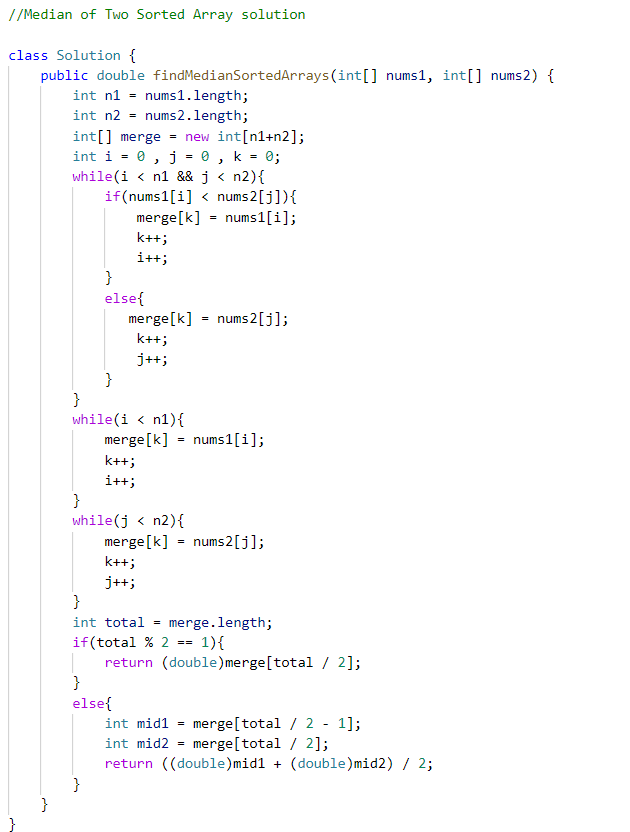 //Median of Two Sorted Array solution
class Solution {
    public double findMedianSortedArrays(int[] nums1, int[] nums2) {
        int n1 = nums1.length;
        int n2 = nums2.length;
        int[] merge = new int[n1+n2];
        int i = 0 , j = 0 , k = 0;
        while(i < n1 && j < n2){
            if(nums1[i] < nums2[j]){
                merge[k] = nums1[i];
                k++;
                i++;
            }
            else{
               merge[k] = nums2[j];
                k++;
                j++;
            }
        }
        while(i < n1){
            merge[k] = nums1[i];
            k++;
            i++;
        }
        while(j < n2){
            merge[k] = nums2[j];
            k++;
            j++;
        }
        int total = merge.length;
        if(total % 2 == 1){
            return (double)merge[total / 2];
        }
        else{
            int mid1 = merge[total / 2 - 1];
            int mid2 = merge[total / 2];
            return ((double)mid1 + (double)mid2) / 2;
        }
    }
}